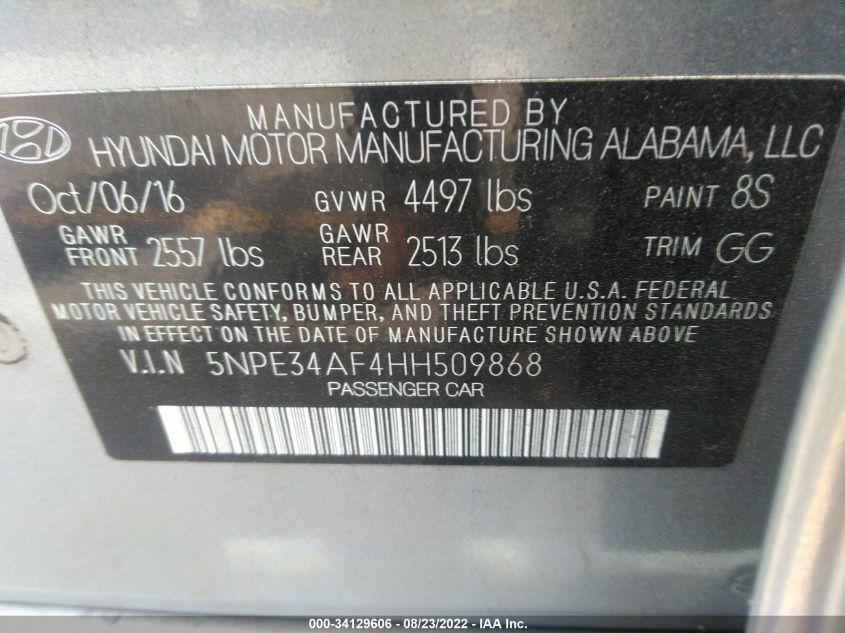 MANUFACTURED BY
HYUNDAI MOTOR MANUFACTURING ALABAMA, LLC
Oct/06/16 GVWR 4497 lbs PAINT 8S
GAWR FRONT 2557 lbs GAWR REAR 2513 lbs TRIM GG
THIS VEHICLE CONFORMS TO ALL APPLICABLE U.S.A. FEDERAL
MOTOR VEHICLE SAFETY, BUMPER, AND THEFT PREVENTION STANDARDS
IN EFFECT ON THE DATE OF MANUFACTURE SHOWN ABOVE
V.I.N 5NPE34AF4HH509868
PASSENGER CAR
000-34129606 - 08/23/2022 - IAA Inc.